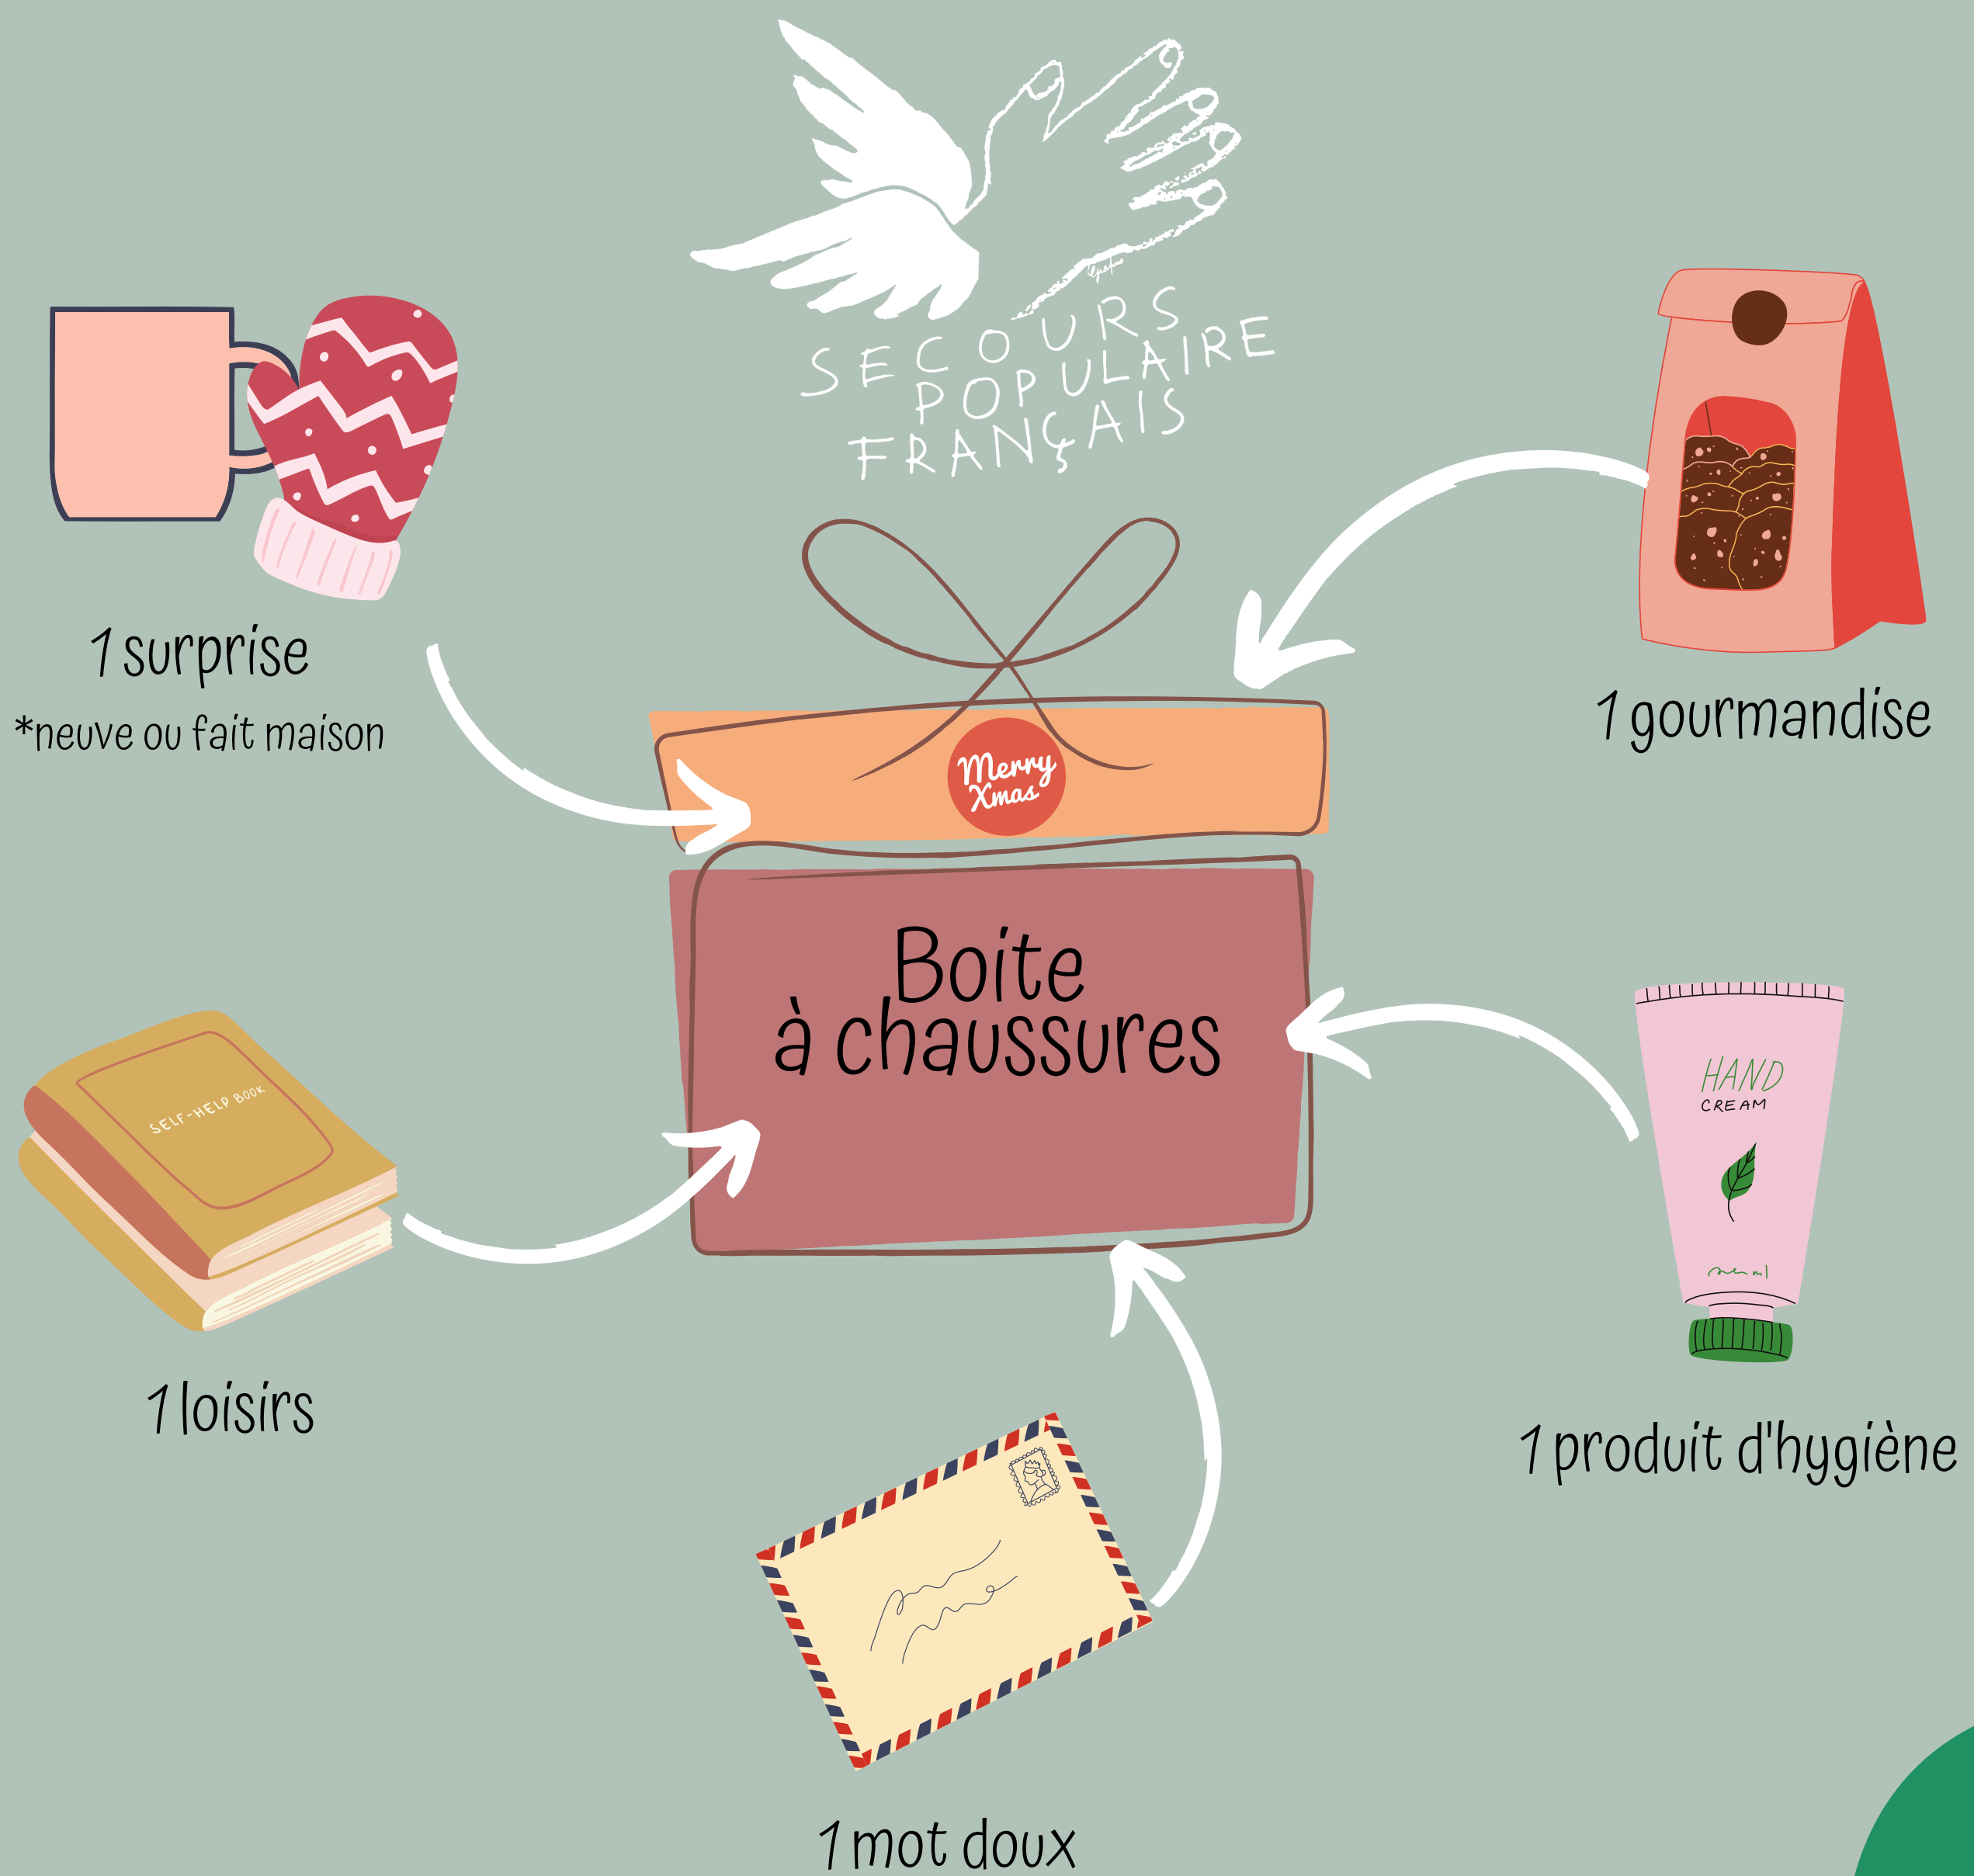 SECOURS
POPULAIRE
FRANÇAIS
1 surprise
*neuve ou fait maison
1 gourmandise
Merry
Xmas
Boite
à chaussures
SELF-HELP BOOK
HAND
CREAM
1 loisirs
1 produit d'hygiène
1 mot doux